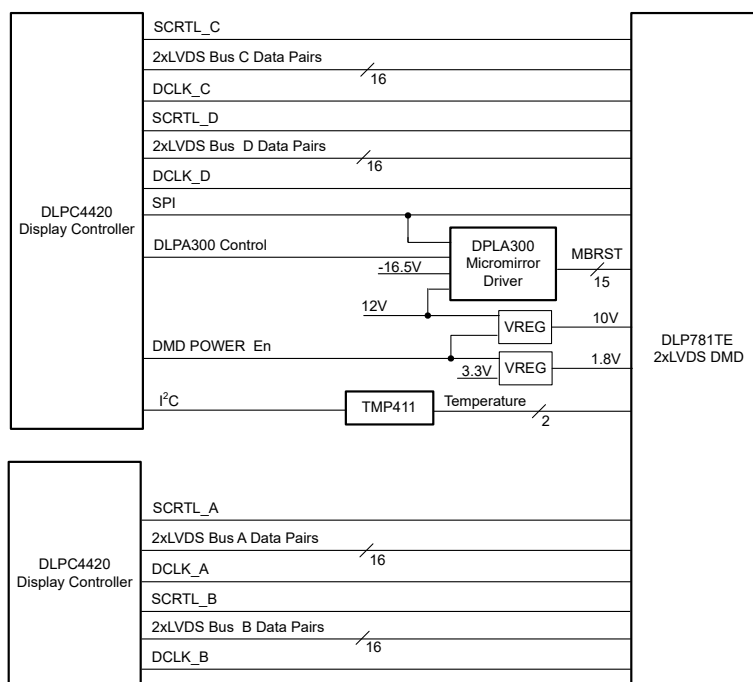 SCRTL_C
2xLVDS Bus C Data Pairs
16
DCLK_C
SCRTL_D
2xLVDS Bus D Data Pairs
16
DCLK_D
SPI
DLPC4420
Display Controller
DLPA300 Control
DPLA300
Micromirror
Driver
-16.5V
MBRST
15
12V
VREG
10V
DMD POWER En
3.3V
VREG
1.8V
DLP781TE
2xLVDS DMD
I²C
TMP411
Temperature
2
SCRTL_A
2xLVDS Bus A Data Pairs
16
DCLK_A
DLPC4420
Display Controller
SCRTL_B
2xLVDS Bus B Data Pairs
16
DCLK_B